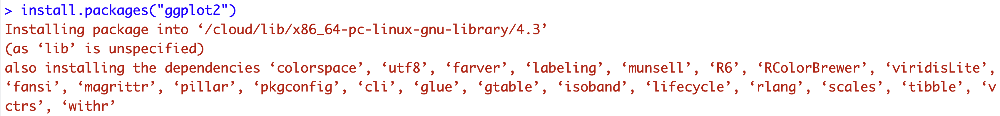 > install.packages("ggplot2")
Installing package into ‘/cloud/lib/x86_64-pc-linux-gnu-library/4.3’
(as ‘lib’ is unspecified)
also installing the dependencies ‘colorspace’, ‘utf8’, ‘farver’, ‘labeling’, ‘munsell’, ‘R6’, ‘RColorBrewer’, ‘viridisLite’,
‘fansi’, ‘magrittr’, ‘pillar’, ‘pkgconfig’, ‘cli’, ‘glue’, ‘gtable’, ‘isoband’, ‘lifecycle’, ‘rlang’, ‘scales’, ‘tibble’, ‘v
ctrs’, ‘withr’